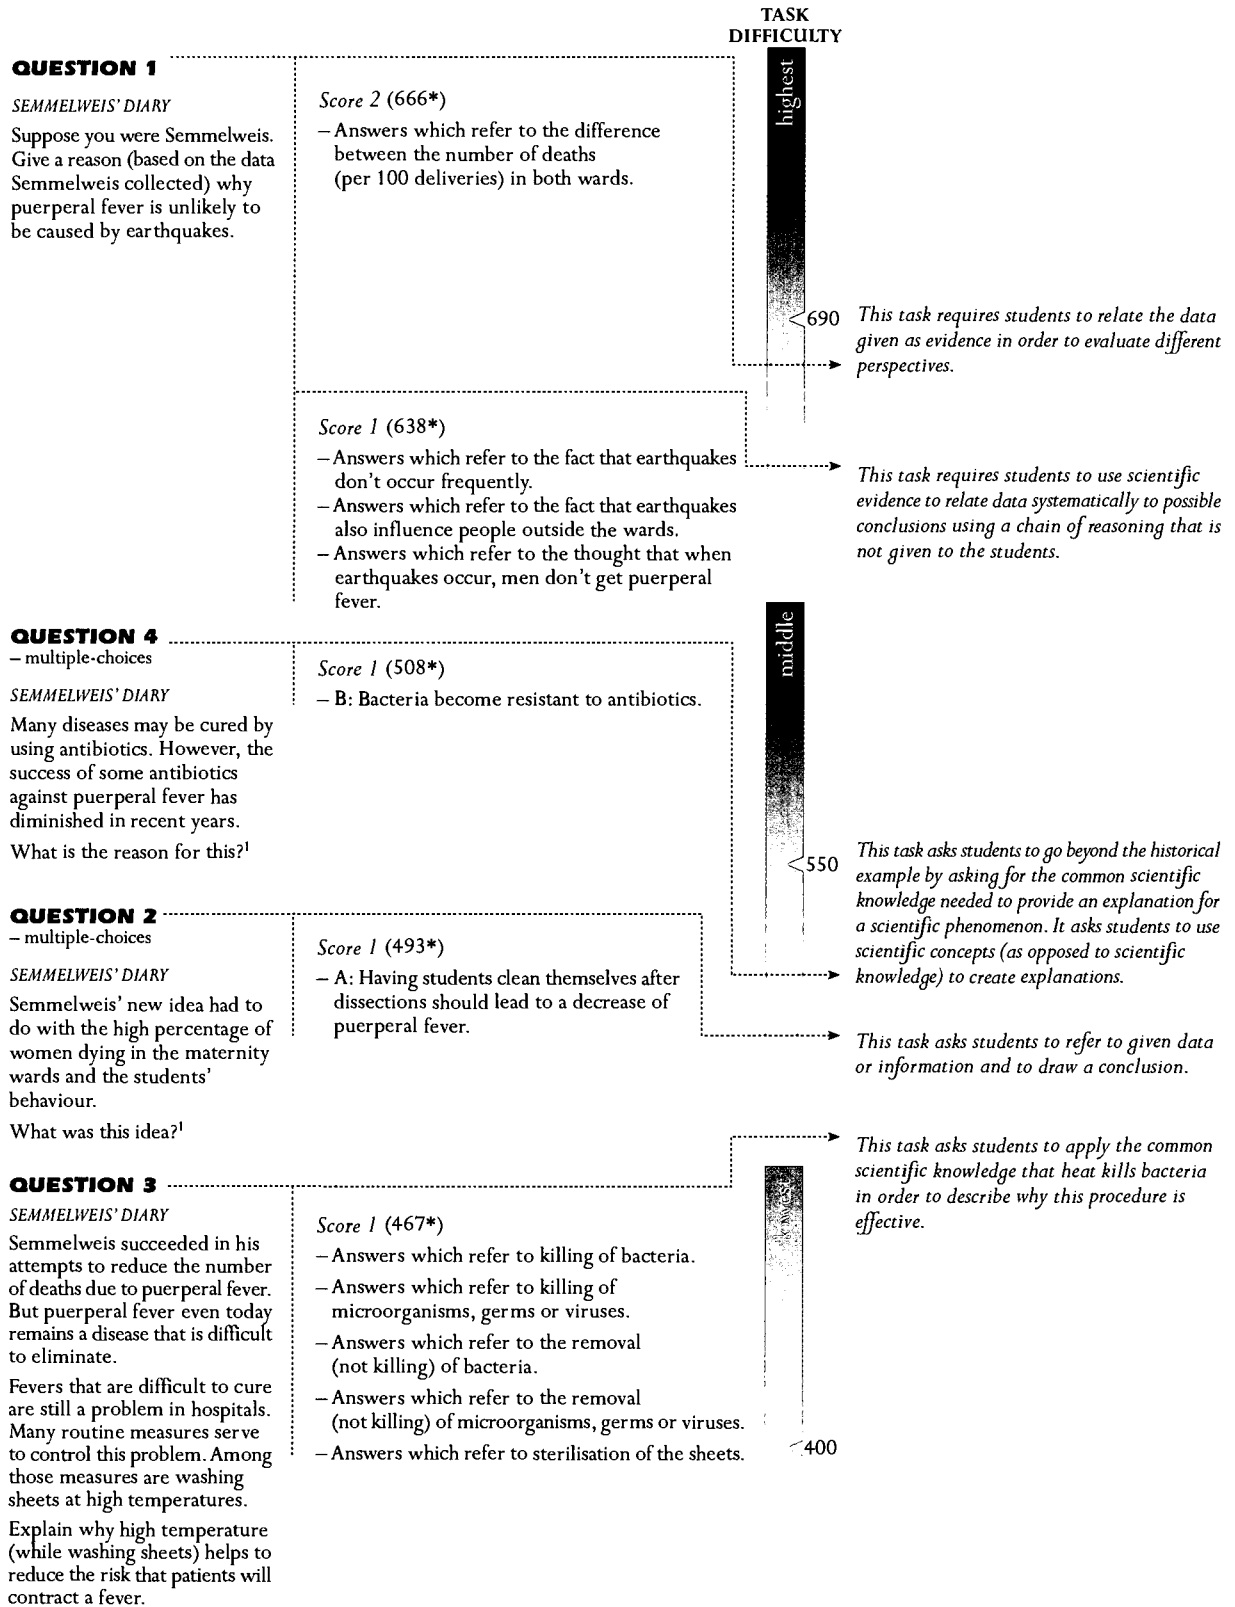 TASK
DIFFICULTY
highest
QUESTION 1
SEMMELWEIS' DIARY
Suppose you were Semmelweis.
Give a reason (based on the data
Semmelweis collected) why
puerperal fever is unlikely to
be caused by earthquakes.
Score 2 (666*)
– Answers which refer to the difference
between the number of deaths
(per 100 deliveries) in both wards.
690
This task requires students to relate the data
given as evidence in order to evaluate different
perspectives.
Score 1 (638*)
– Answers which refer to the fact that earthquakes
don't occur frequently.
– Answers which refer to the fact that earthquakes
also influence people outside the wards.
– Answers which refer to the thought that when
earthquakes occur, men don't get puerperal
fever.
This task requires students to use scientific
evidence to relate data systematically to possible
conclusions using a chain of reasoning that is
not given to the students.
middle
QUESTION 4
– multiple-choices
SEMMELWEIS' DIARY
Many diseases may be cured by
using antibiotics. However, the
success of some antibiotics
against puerperal fever has
diminished in recent years.
What is the reason for this?¹
Score 1 (508*)
– B: Bacteria become resistant to antibiotics.
550
This task asks students to go beyond the historical
example by asking for the common scientific
knowledge needed to provide an explanation for
a scientific phenomenon. It asks students to use
scientific concepts (as opposed to scientific
knowledge) to create explanations.
QUESTION 2
– multiple-choices
SEMMELWEIS' DIARY
Semmelweis' new idea had to
do with the high percentage of
women dying in the maternity
wards and the students'
behaviour.
What was this idea?¹
Score 1 (493*)
– A: Having students clean themselves after
dissections should lead to a decrease of
puerperal fever.
This task asks students to refer to given data
or information and to draw a conclusion.
QUESTION 3
SEMMELWEIS' DIARY
Semmelweis succeeded in his
attempts to reduce the number
of deaths due to puerperal fever.
But puerperal fever even today
remains a disease that is difficult
to eliminate.
Fevers that are difficult to cure
are still a problem in hospitals.
Many routine measures serve
to control this problem. Among
those measures are washing
sheets at high temperatures.
Explain why high temperature
(while washing sheets) helps to
reduce the risk that patients will
contract a fever.
Score 1 (467*)
– Answers which refer to killing of bacteria.
– Answers which refer to killing of
microorganisms, germs or viruses.
– Answers which refer to the removal
(not killing) of bacteria.
– Answers which refer to the removal
(not killing) of microorganisms, germs or viruses.
– Answers which refer to sterilisation of the sheets.
This task asks students to apply the common
scientific knowledge that heat kills bacteria
in order to describe why this procedure is
effective.
400